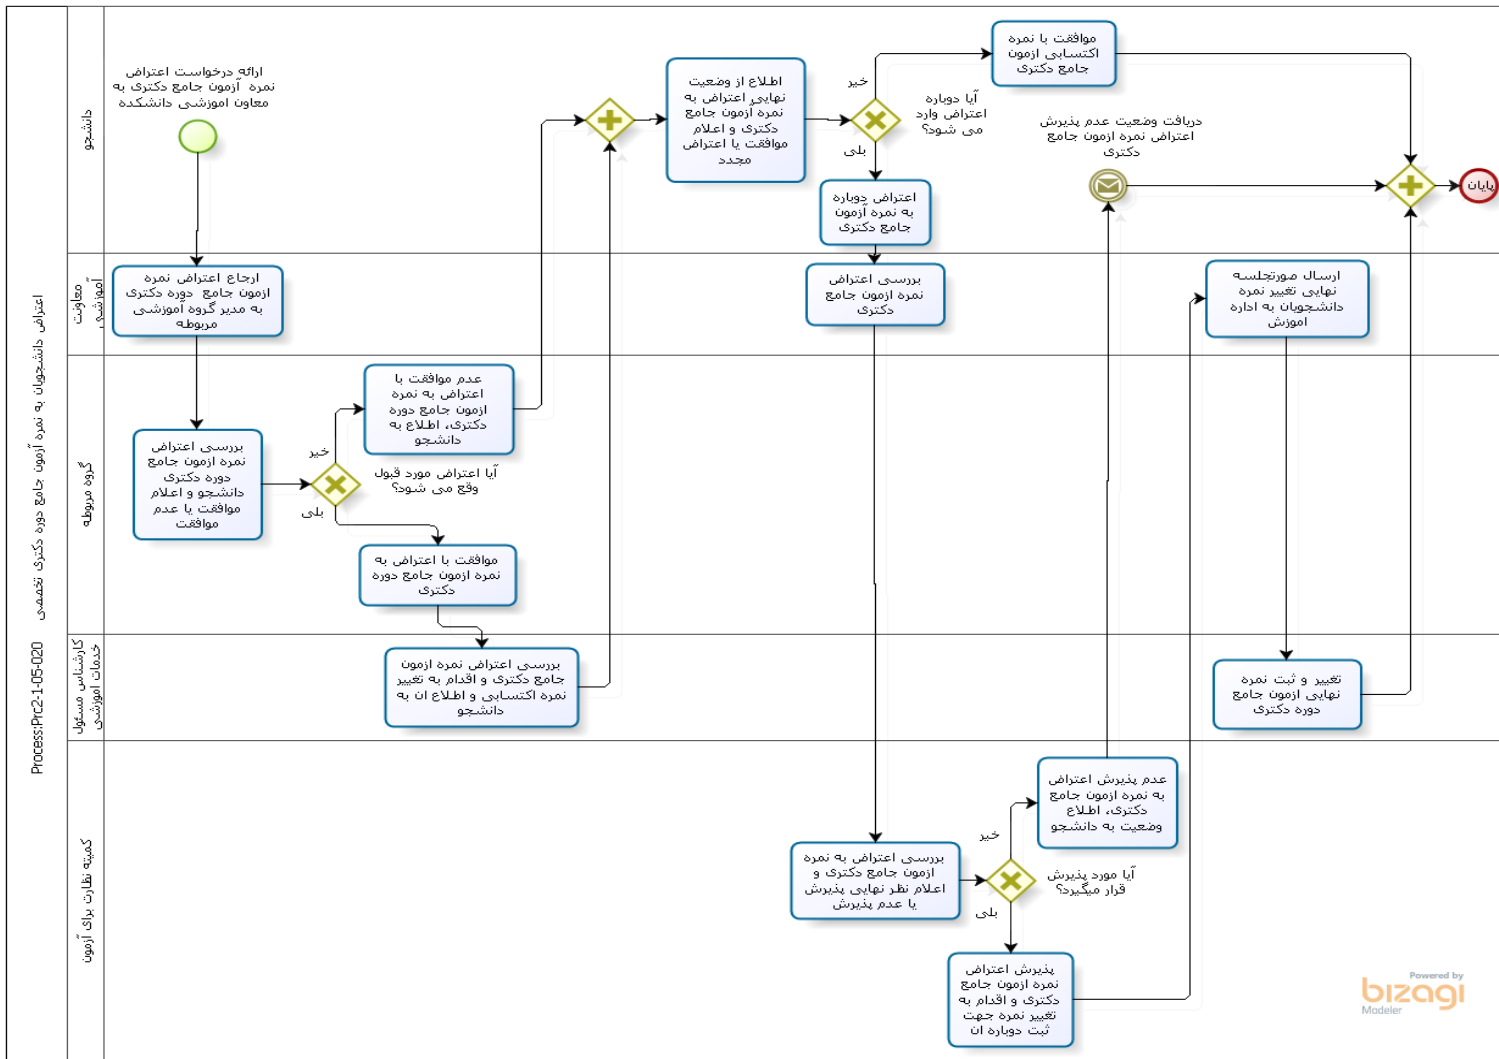 Process:Prc2-1-05-020 اعتراض دانشجویان به نمره آزمون جامع دوره دکتری تخصصی
دانشجو
ارائه درخواست اعتراض
نمره آزمون جامع دکتری به
معاون اموزشی دانشکده
اطلاع از وضعیت
نهایی اعتراض به
نمره آزمون جامع
دکتری و اعلام
موافقت یا اعتراض
مجدد
خیر
بلی
آیا دوباره
اعتراض وارد
می شود؟
موافقت با نمره
اکتسابی ازمون
جامع دکتری
اعتراض دوباره
به نمره آزمون
جامع دکتری
دریافت وضعیت عدم پذیرش
اعتراض نمره ازمون جامع
دکتری
پایان
معاونت
آموزشی
ارجاع اعتراض نمره
ازمون جامع دوره دکتری
به مدیر گروه آموزشی
مربوطه
بررسی اعتراض
نمره ازمون جامع
دکتری
ارسال صورتجلسه
نهایی تغییر نمره
دانشجویان به اداره
اموزش
گروه مربوطه
بررسی اعتراض
نمره ازمون جامع
دوره دکتری
دانشجو و اعلام
موافقت یا عدم
موافقت
خیر
بلی
آیا اعتراض مورد قبول
وقع می شود؟
عدم موافقت با
اعتراض به نمره
ازمون جامع دوره
دکتری، اطلاع به
دانشجو
موافقت با اعتراض به
نمره ازمون جامع دوره
دکتری
کارشناس مسئول
خدمات اموزشی
بررسی اعتراض نمره ازمون
جامع دکتری و اقدام به تغییر
نمره اکتسابی و اطلاع ان به
دانشجو
تغییر و ثبت نمره
نهایی ازمون جامع
دوره دکتری
کمیته نظارت برای آزمون
بررسی اعتراض به نمره
ازمون جامع دکتری و
اعلام نظر نهایی پذیرش
یا عدم پذیرش
خیر
بلی
آیا مورد پذیرش
قرار میگیرد؟
عدم پذیرش اعتراض
به نمره ازمون جامع
دکتری، اطلاع
وضعیت به دانشجو
پذیرش اعتراض
نمره ازمون جامع
دکتری و اقدام به
تغییر نمره جهت
ثبت دوباره ان
Powered by
bizagi
Modeler